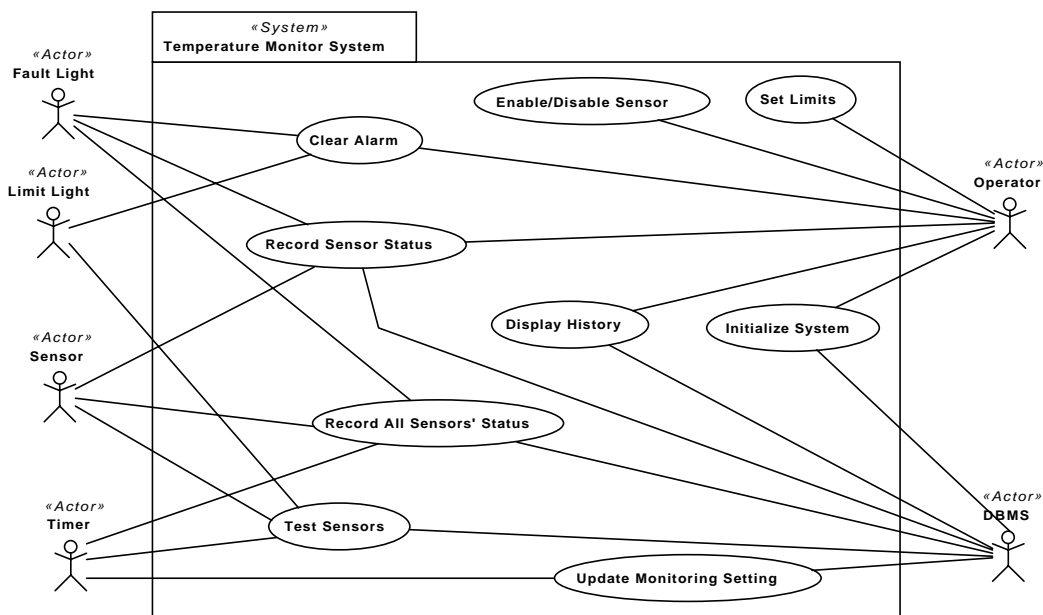 «System»
Temperature Monitor System
«Actor»
Fault Light
Enable/Disable Sensor
Set Limits
Clear Alarm
«Actor»
Limit Light
«Actor»
Operator
Record Sensor Status
Display History
Initialize System
«Actor»
Sensor
Record All Sensors' Status
«Actor»
Timer
Test Sensors
«Actor»
DBMS
Update Monitoring Setting